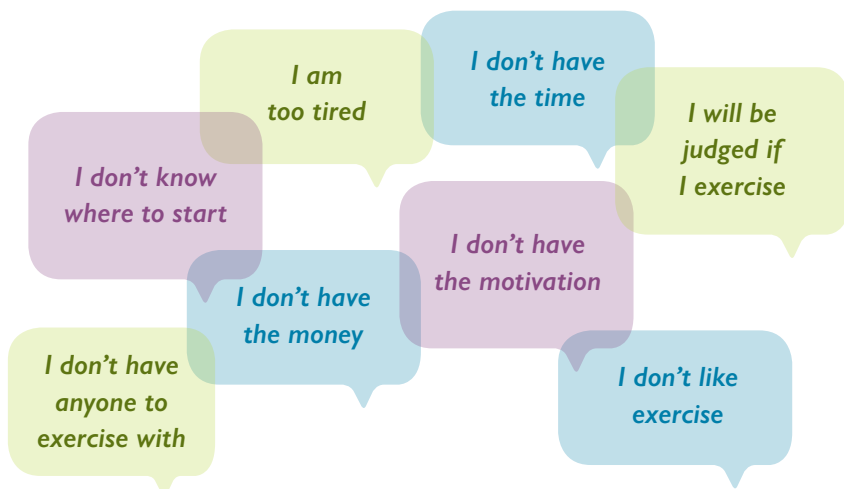 I am
too tired
I don’t have
the time
I will be
judged if
I exercise
I don’t know
where to start
I don’t have
the motivation
I don’t have
the money
I don’t have
anyone to
exercise with
I don’t like
exercise